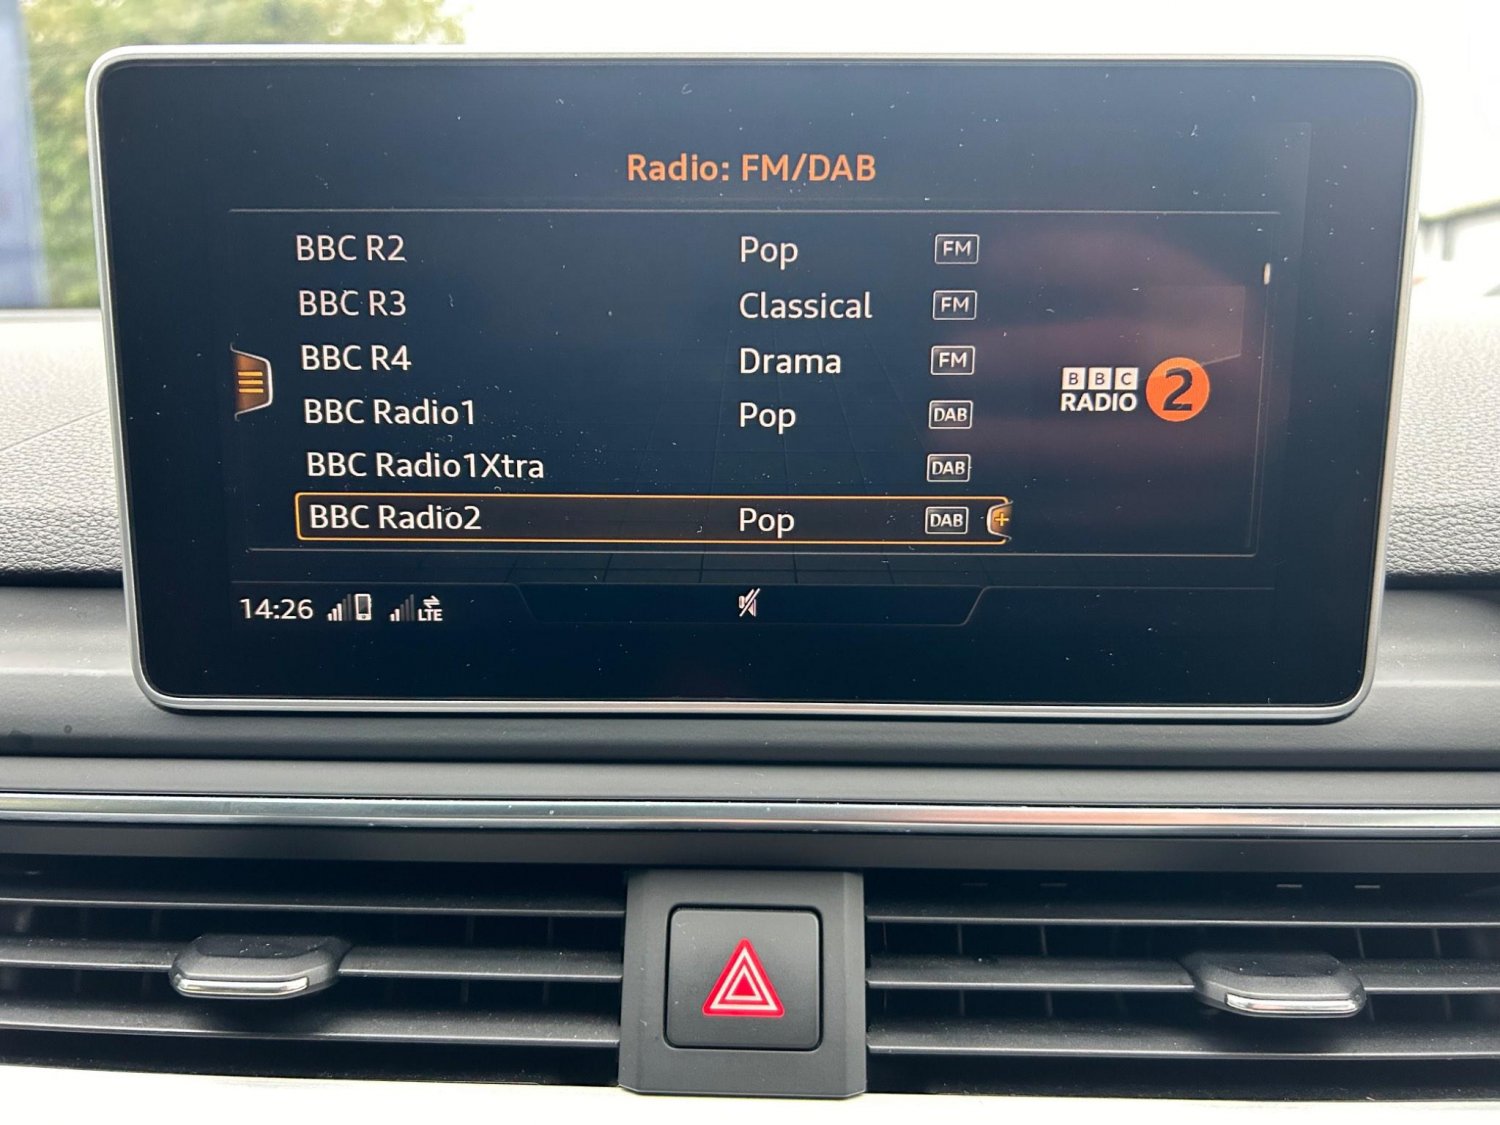 Radio: FM/DAB
BBC R2 Pop FM
BBC R3 Classical FM
BBC R4 Drama FM
BBC Radio1 Pop DAB
BBC Radio1Xtra DAB
BBC Radio2 Pop DAB
BBC
RADIO 2
14:26 LTE